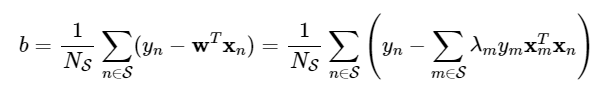 $b = \frac{1}{N_{\mathcal{S}}} \sum_{n \in \mathcal{S}} (y_n - \mathbf{w}^T \mathbf{x}_n) = \frac{1}{N_{\mathcal{S}}} \sum_{n \in \mathcal{S}} \left( y_n - \sum_{m \in \mathcal{S}} \lambda_m y_m \mathbf{x}_m^T \mathbf{x}_n \right)$